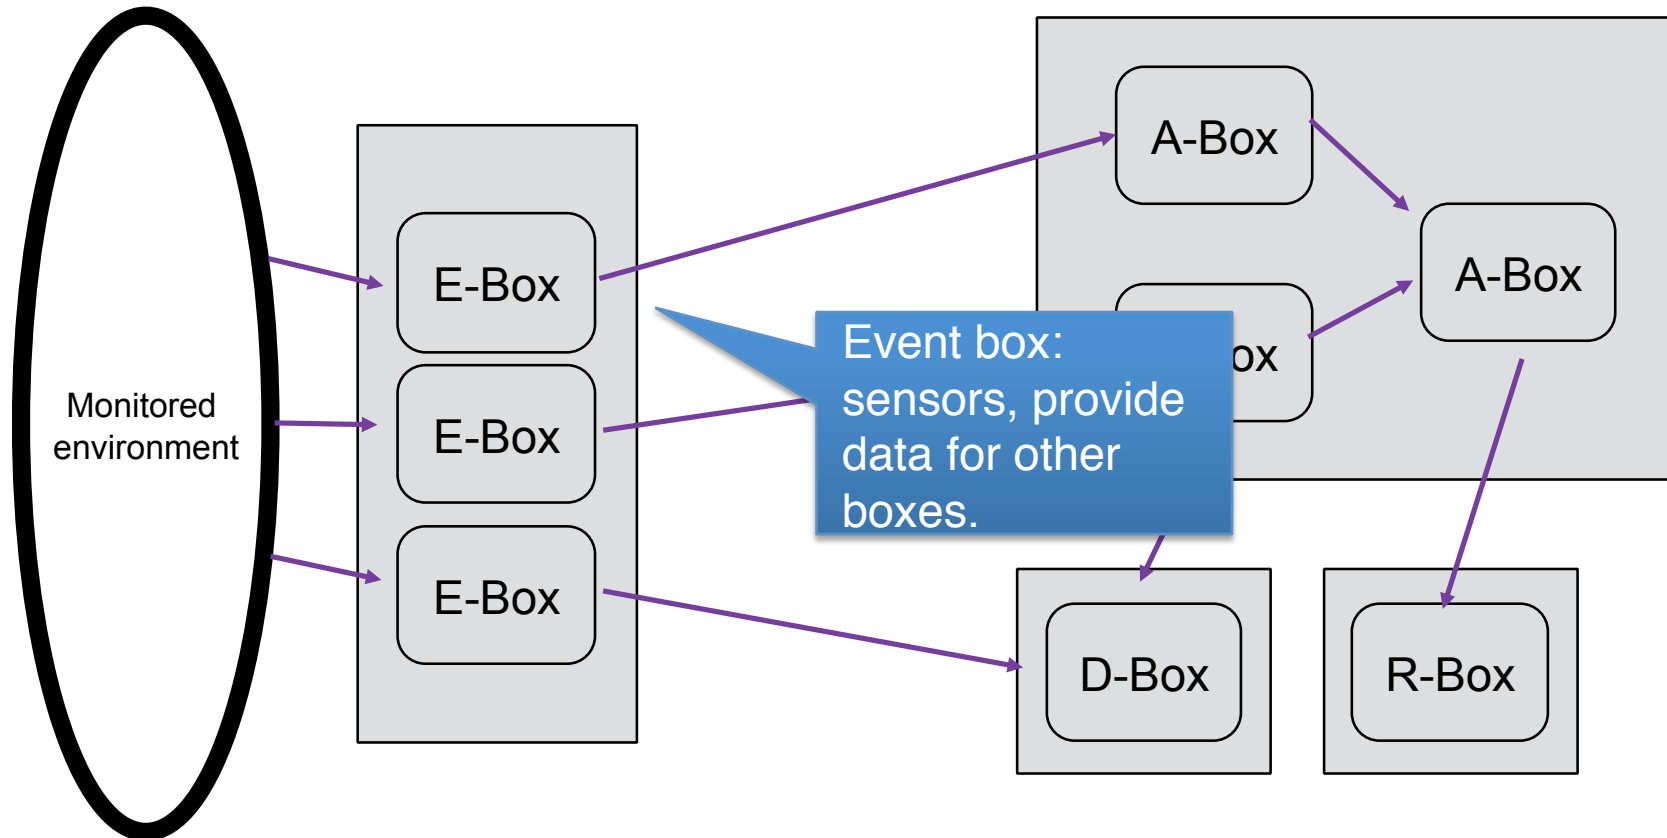 Monitored
environment
E-Box
E-Box
E-Box
A-Box
A-Box
Event box:
sensors, provide
data for other
boxes.
D-Box
R-Box